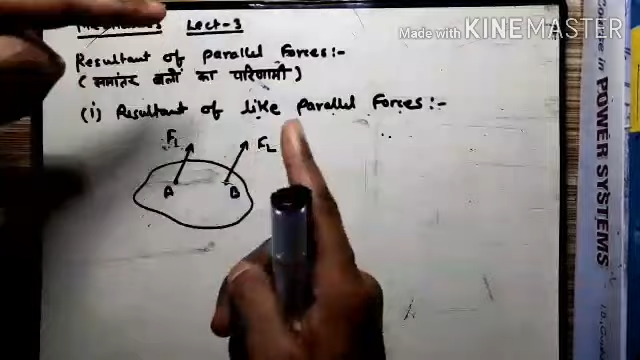 Lect-3
Made with KINEMASTER
Resultant of Parallel Forces:-
(समांतर बलों का परिणामी)
(i) Resultant of like Parallel Forces:-
F₁ F₂
A B
POWER SYSTEMS